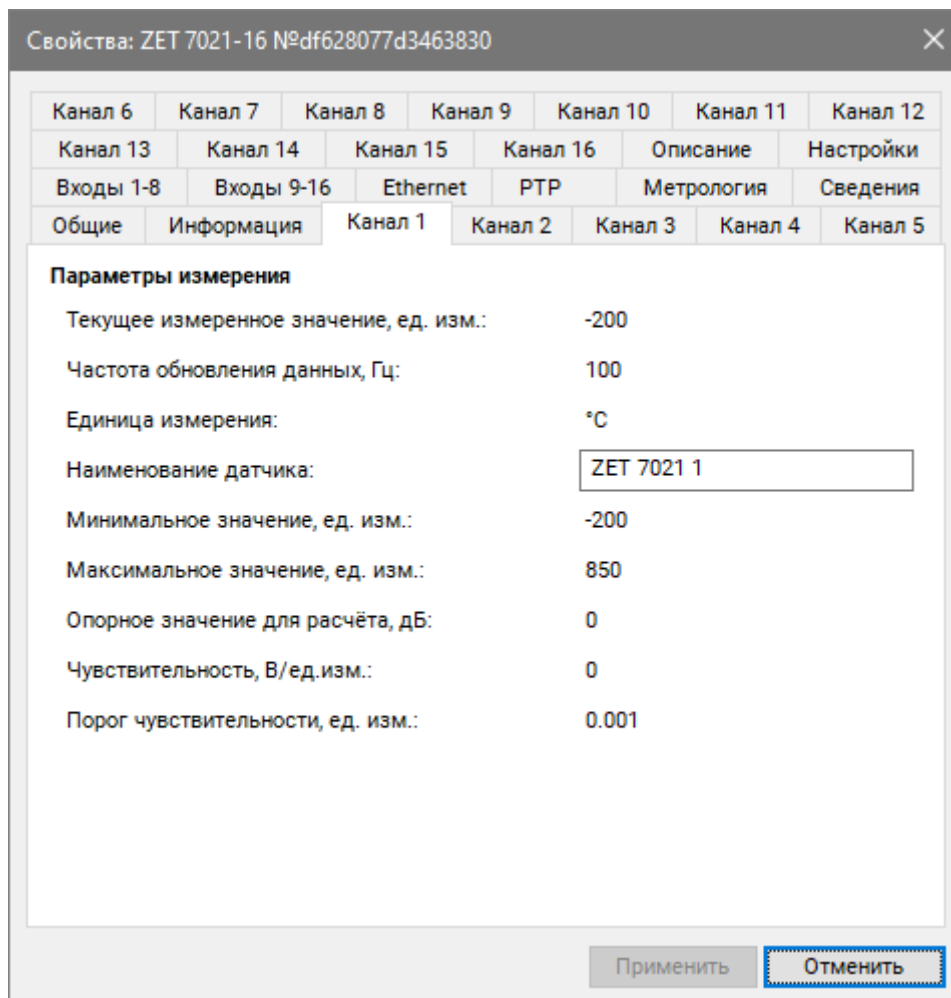 Свойства: ZET 7021-16 №df628077d3463830
Канал 6 Канал 7 Канал 8 Канал 9 Канал 10 Канал 11 Канал 12
Канал 13 Канал 14 Канал 15 Канал 16 Описание Настройки
Входы 1-8 Входы 9-16 Ethernet PTP Метрология Сведения
Общие Информация Канал 1 Канал 2 Канал 3 Канал 4 Канал 5
Параметры измерения
Текущее измеренное значение, ед. изм.: -200
Частота обновления данных, Гц: 100
Единица измерения: °C
Наименование датчика: ZET 7021 1
Минимальное значение, ед. изм.: -200
Максимальное значение, ед. изм.: 850
Опорное значение для расчёта, дБ: 0
Чувствительность, В/ед.изм.: 0
Порог чувствительности, ед. изм.: 0.001
Применить Отменить